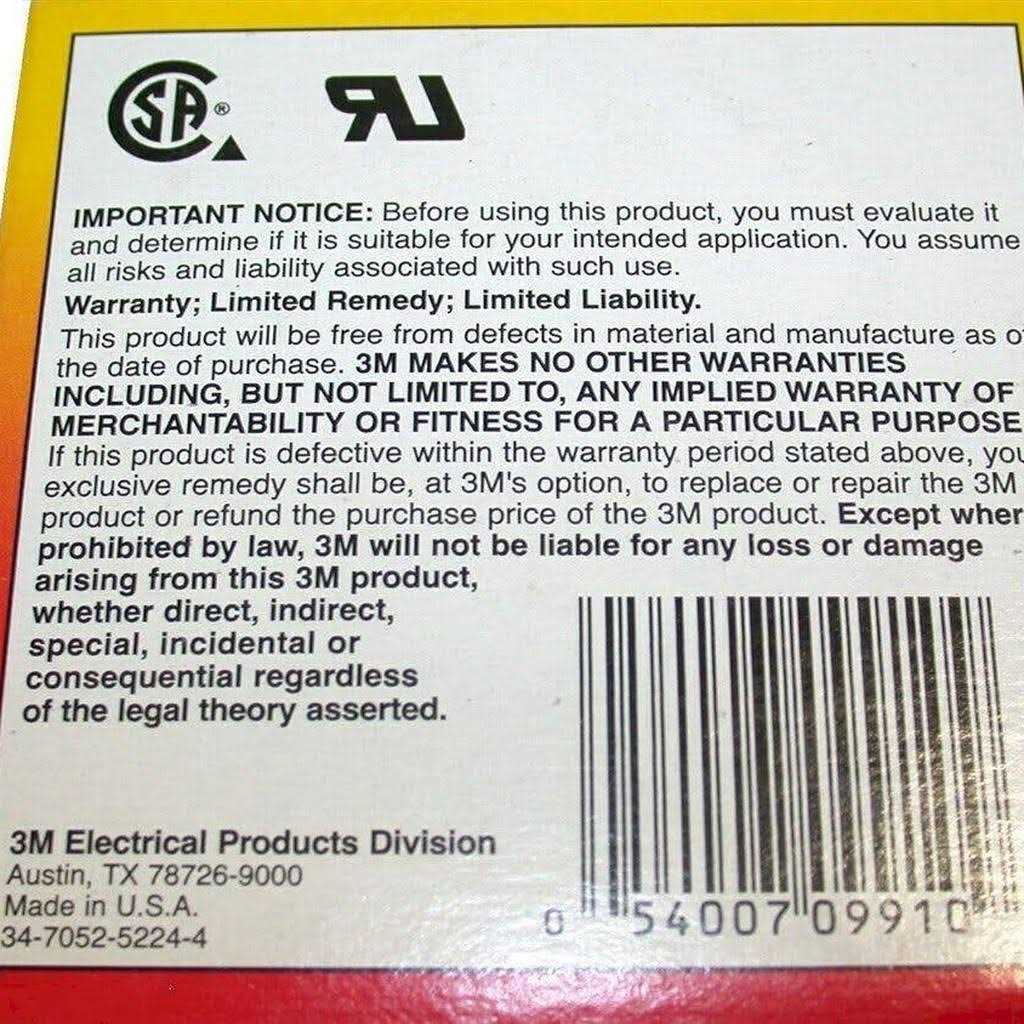 CSA®
UR
IMPORTANT NOTICE: Before using this product, you must evaluate it
and determine if it is suitable for your intended application. You assume
all risks and liability associated with such use.
Warranty; Limited Remedy; Limited Liability.
This product will be free from defects in material and manufacture as o
the date of purchase. 3M MAKES NO OTHER WARRANTIES
INCLUDING, BUT NOT LIMITED TO, ANY IMPLIED WARRANTY OF
MERCHANTABILITY OR FITNESS FOR A PARTICULAR PURPOSE
If this product is defective within the warranty period stated above, you
exclusive remedy shall be, at 3M's option, to replace or repair the 3M
product or refund the purchase price of the 3M product. Except wher
prohibited by law, 3M will not be liable for any loss or damage
arising from this 3M product,
whether direct, indirect,
special, incidental or
consequential regardless
of the legal theory asserted.
3M Electrical Products Division
Austin, TX 78726-9000
Made in U.S.A.
34-7052-5224-4
0 54007 09910